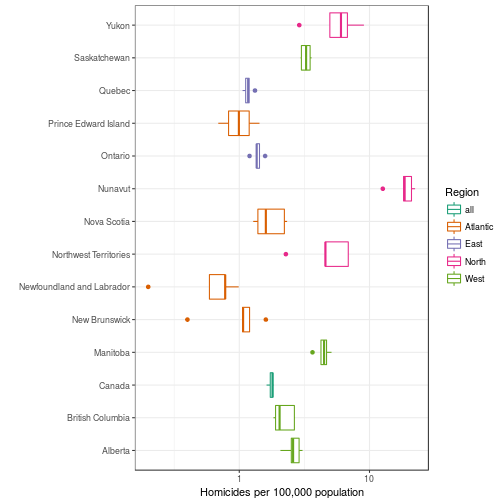 Yukon
Saskatchewan
Quebec
Prince Edward Island
Ontario
Nunavut
Nova Scotia
Northwest Territories
Newfoundland and Labrador
New Brunswick
Manitoba
Canada
British Columbia
Alberta
1 10
Homicides per 100,000 population
Region
all
Atlantic
East
North
West